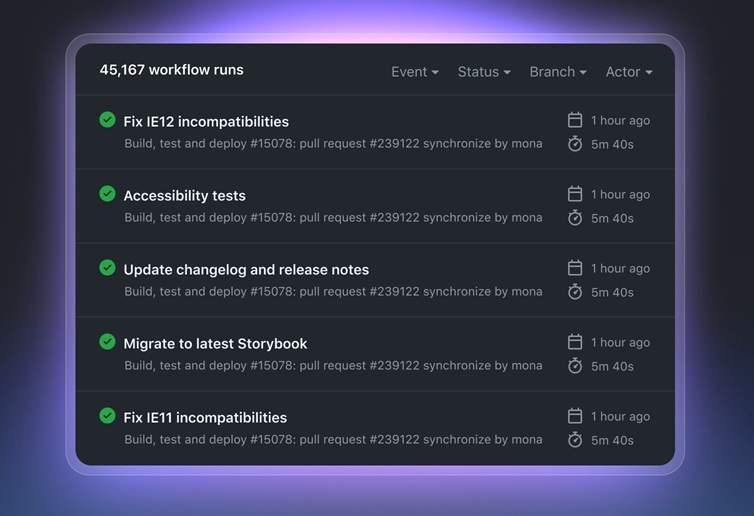 45,167 workflow runs
Event Status Branch Actor
Fix IE12 incompatibilities
1 hour ago
Build, test and deploy #15078: pull request #239122 synchronize by mona
5m 40s
Accessibility tests
1 hour ago
Build, test and deploy #15078: pull request #239122 synchronize by mona
5m 40s
Update changelog and release notes
1 hour ago
Build, test and deploy #15078: pull request #239122 synchronize by mona
5m 40s
Migrate to latest Storybook
1 hour ago
Build, test and deploy #15078: pull request #239122 synchronize by mona
5m 40s
Fix IE11 incompatibilities
1 hour ago
Build, test and deploy #15078: pull request #239122 synchronize by mona
5m 40s